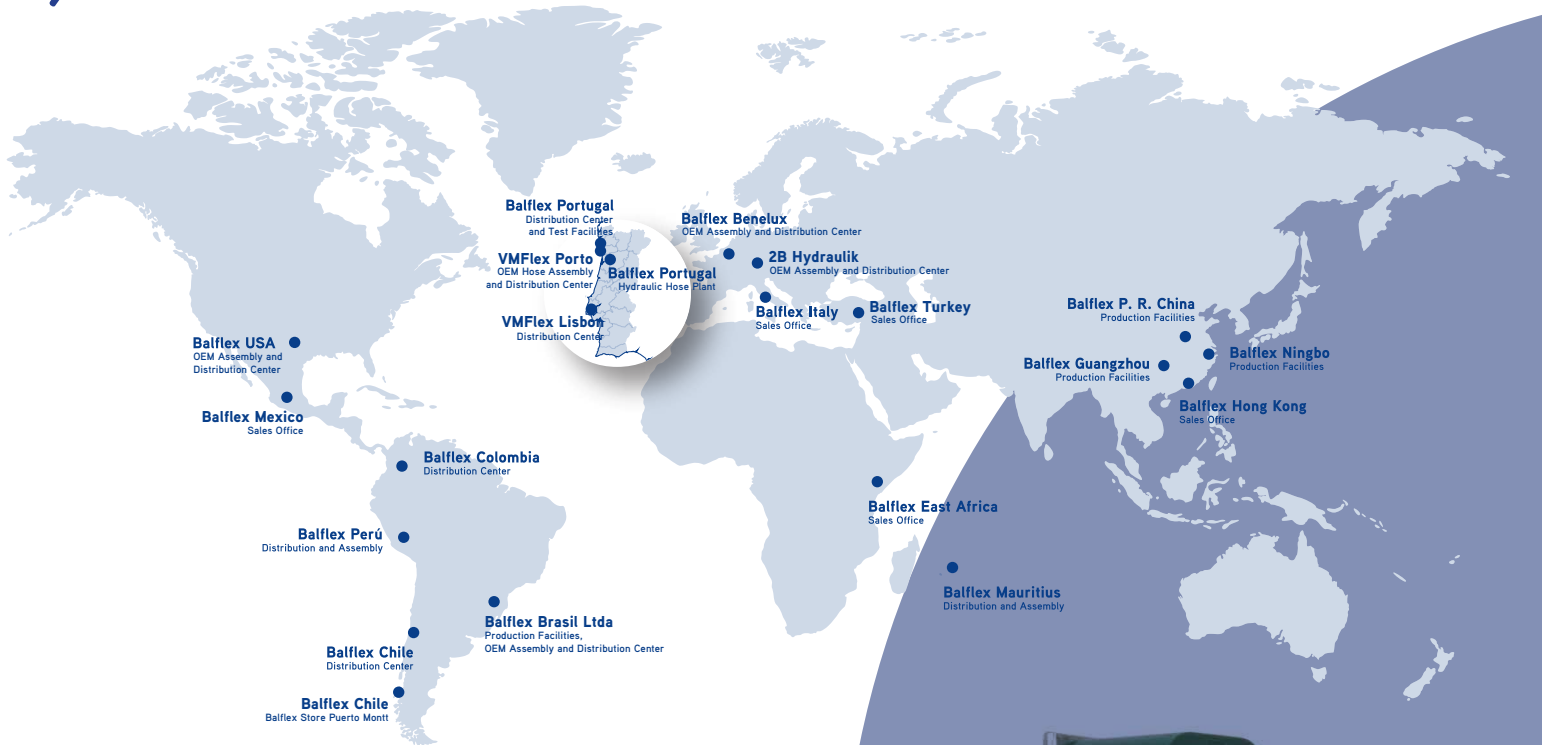 Balflex Portugal
Distribution Center
and Test Facilities
VMFlex Porto
OEM Hose Assembly
and Distribution Center
Balflex Portugal
Hydraulic Hose Plant
VMFlex Lisbon
Distribution Center
Balflex Benelux
OEM Assembly and Distribution Center
2B Hydraulik
OEM Assembly and Distribution Center
Balflex Italy
Sales Office
Balflex Turkey
Sales Office
Balflex P. R. China
Production Facilities
Balflex Ningbo
Production Facilities
Balflex Guangzhou
Production Facilities
Balflex Hong Kong
Sales Office
Balflex USA
OEM Assembly and
Distribution Center
Balflex Mexico
Sales Office
Balflex Colombia
Distribution Center
Balflex Perú
Distribution and Assembly
Balflex East Africa
Sales Office
Balflex Mauritius
Distribution and Assembly
Balflex Brasil Ltda
Production Facilities,
OEM Assembly and Distribution Center
Balflex Chile
Distribution Center
Balflex Chile
Balflex Store Puerto Montt